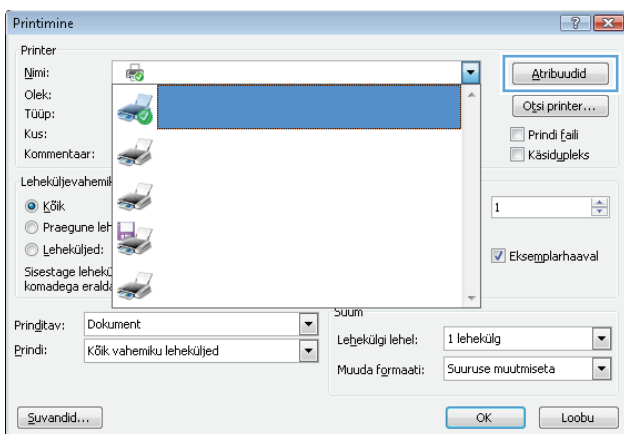 Printimine
Printer
Nimi:
Atribuudid
Olek:
Otsi printer...
Tüüp:
Kus:
Prindi faili
Kommentaar:
Käsidupleks
Leheküljevahemik
Kõik
1
Praegune leh
Leheküljed:
Eksemplarhaaval
Sisestage lehekü
komadega eralda
Suum
Prinditav: Dokument
Lehekülgi lehel: 1 lehekülg
Prindi: Kõik vahemiku leheküljed
Muuda formaati: Suuruse muutmiseta
Suvandid...
OK
Loobu